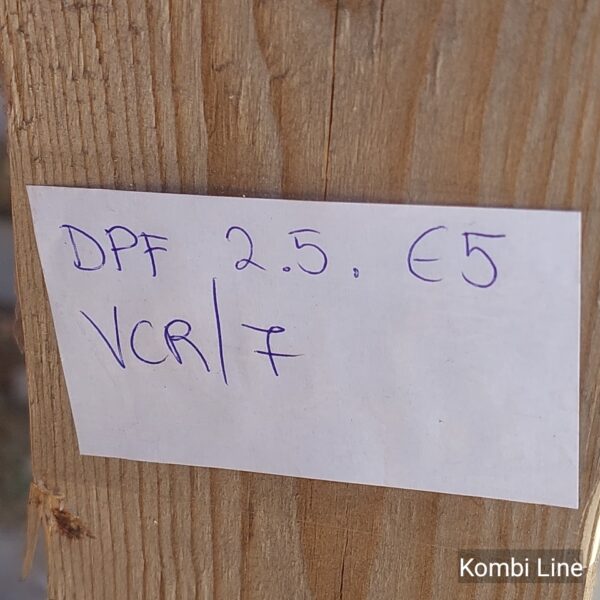 DPF 2.5. E5
VCR/7
Kombi Line